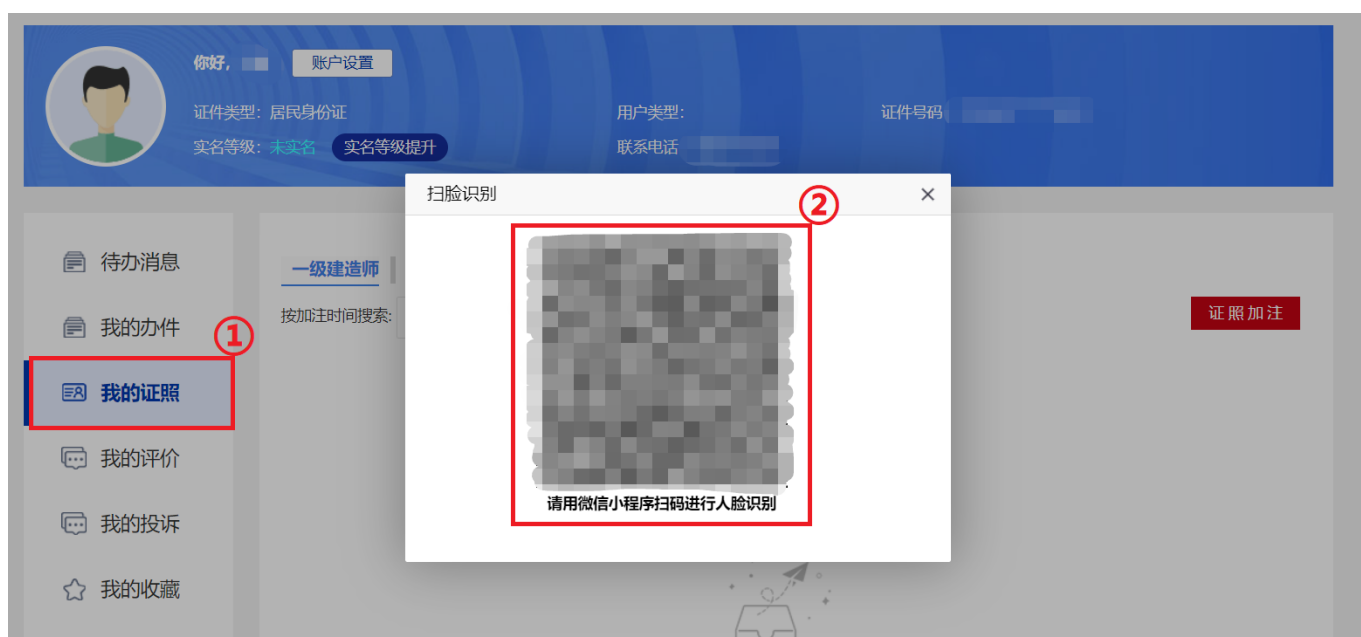 你好, 账户设置
证件类型: 居民身份证 用户类型: 证件号码
实名等级: 未实名 实名等级提升 联系电话
扫脸识别 ×
②
待办消息
一级建造师
我的办件 ① 按加注时间搜索: 证照加注
我的证照
我的评价
请用微信小程序扫码进行人脸识别
我的投诉
我的收藏